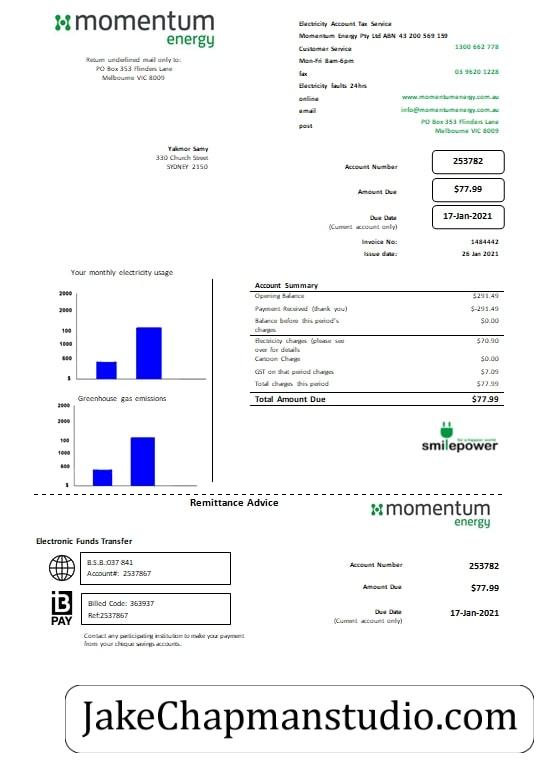 momentum
energy
Return undeliefed mail only to:
PO Box 353 Flinders Lane
Melbourne VIC 8009
Electricity Account Tax Service
Momentum Energy Pty Ltd ABN 43 200 569 159
Customer Service 1300 662 778
Mon-Fri 8am-6pm
fax 03 9620 1228
Electricity faults 24hrs
online www.momentumenergy.com.au
email info@momentumenergy.com.au
post PO Box 353 Flinders Lane
Melbourne VIC 8009
Yakmor Samy
330 Church Street
SYDNEY 2150
Account Number 253782
Amount Due $77.99
Due Date 17-Jan-2021
(Current account only)
Invoice No: 1484442
Issue date: 26 Jan 2021
Your monthly electricity usage
2000
2000
100
1000
600
$
Greenhouse gas emissions
2000
2000
100
1000
600
$
Account Summary
Opening Balance $291.49
Payment Received (thank you) $-291.49
Balance before this period's $0.00
charges
Electricity charges (please see $70.90
over for details
Cartoon Charge $0.00
GST on that period charges $7.09
Total charges this period $77.99
Total Amount Due $77.99
for a happier world
smilepower
Remittance Advice
momentum
energy
Electronic Funds Transfer
B.S.B.:037 841
Account#: 2537867
B
PAY
Billed Code: 363937
Ref:2537867
Contact any participating institution to make your payment
from your cheque savings accounts.
Account Number 253782
Amount Due $77.99
Due Date 17-Jan-2021
(Current account only)
JakeChapmanstudio.com